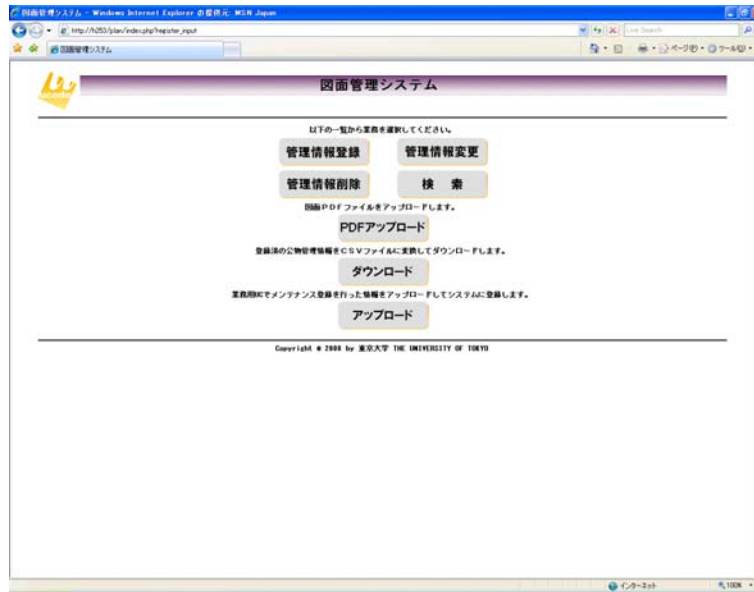 図面管理システム - Windows Internet Explorer の提供元: MSN Japan
http://h253/plan/index.php?register_input
Live Search
図面管理システム
ページ(P)
ツール(O)
ucode
図面管理システム
以下の一覧から業務を選択してください。
管理情報登録 管理情報変更
管理情報削除 検 索
図面PDFファイルをアップロードします。
PDFアップロード
登録済の公物管理情報をCSVファイルに変換してダウンロードします。
ダウンロード
業務用UCでメンテナンス登録を行った情報をアップロードしてシステムに登録します。
アップロード
Copyright © 2008 by 東京大学 THE UNIVERSITY OF TOKYO
インターネット
100%